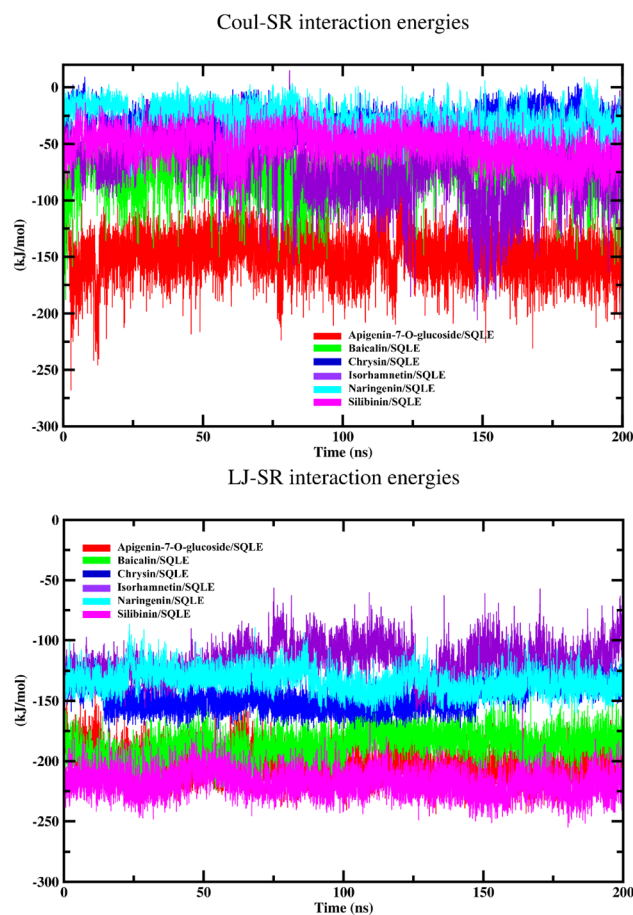 Coul-SR interaction energies
0
-50
-100
-150
-200
-250
-300
(kJ/mol)
Apigenin-7-O-glucoside/SQLE
Baicalin/SQLE
Chrysin/SQLE
Isorhamnetin/SQLE
Naringenin/SQLE
Silibinin/SQLE
0 50 100 150 200
Time (ns)
LJ-SR interaction energies
0
-50
-100
-150
-200
-250
-300
(kJ/mol)
Apigenin-7-O-glucoside/SQLE
Baicalin/SQLE
Chrysin/SQLE
Isorhamnetin/SQLE
Naringenin/SQLE
Silibinin/SQLE
0 50 100 150 200
Time (ns)